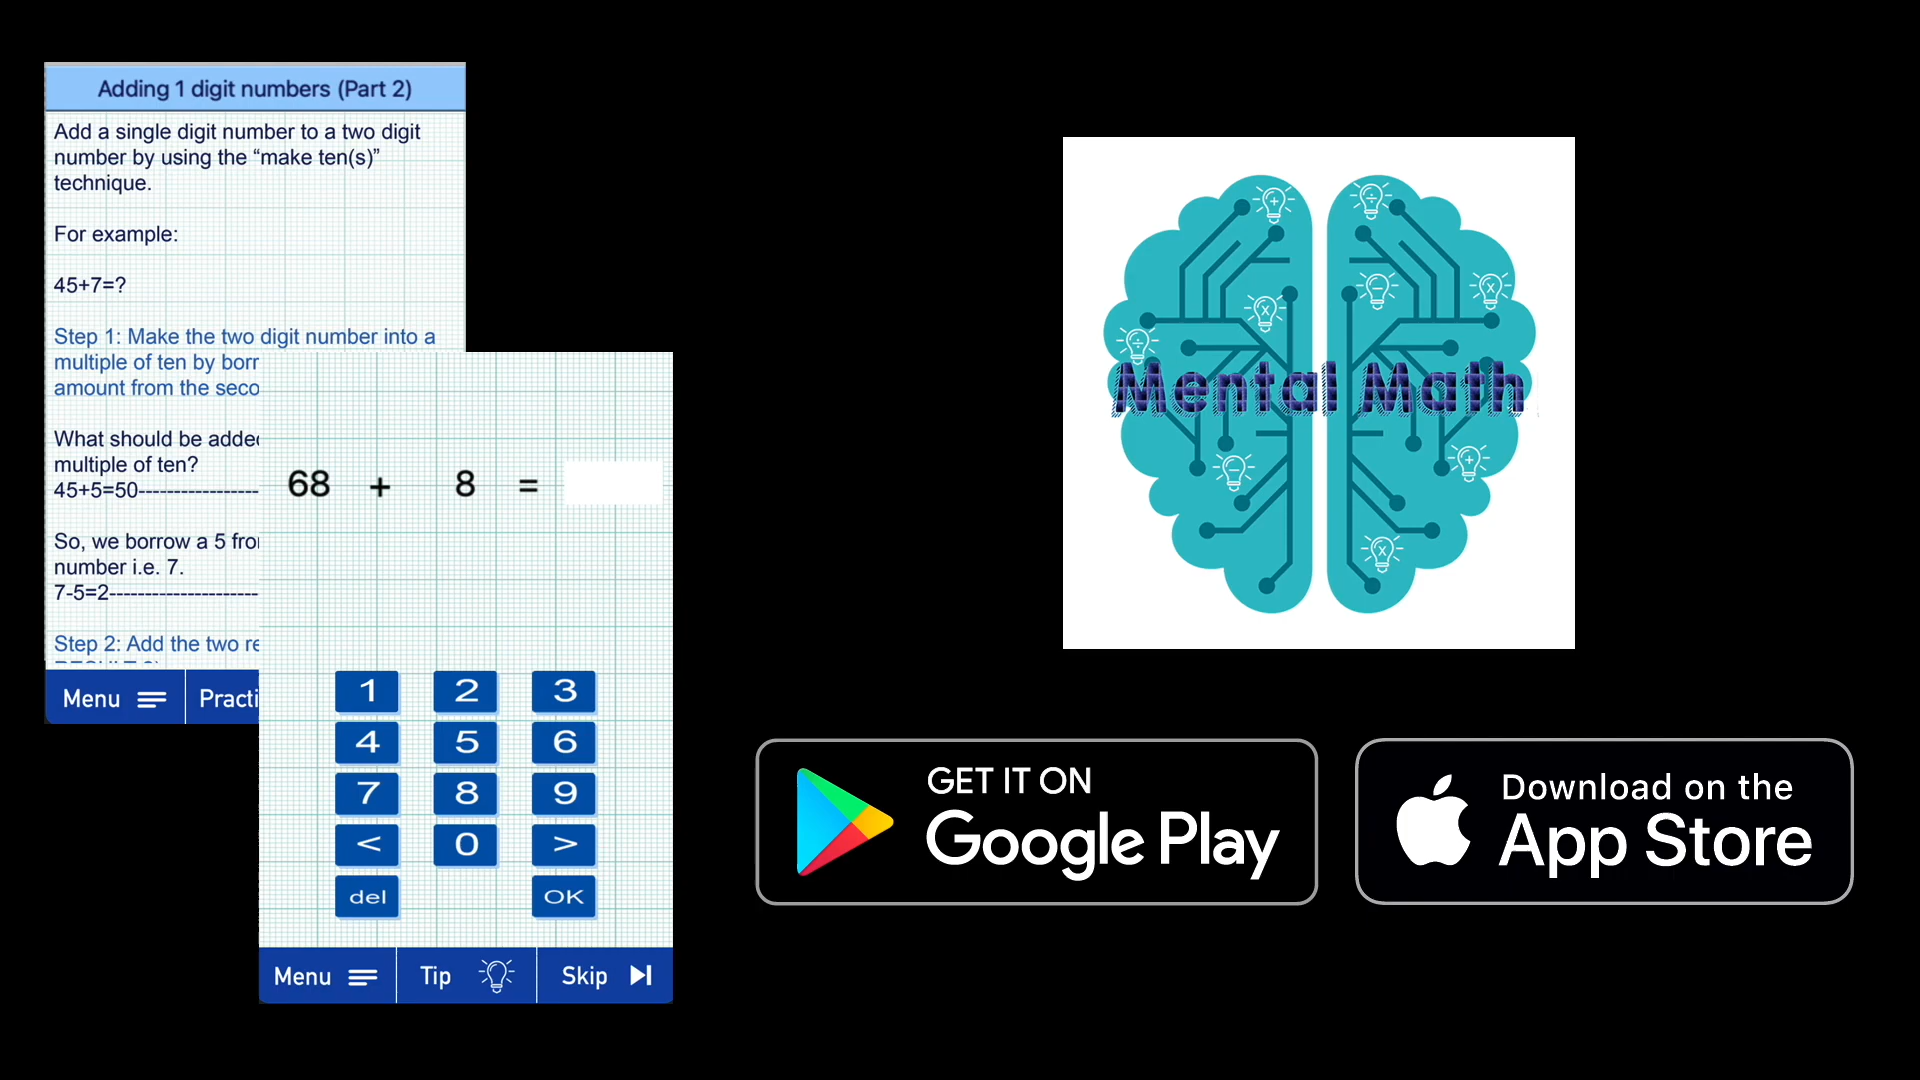 Adding 1 digit numbers (Part 2)
Add a single digit number to a two digit
number by using the “make ten(s)”
technique.
For example:
45+7=?
Step 1: Make the two digit number into a
multiple of ten by borr
amount from the seco
What should be added
multiple of ten?
45+5=50-----------------
So, we borrow a 5 from
number i.e. 7.
7-5=2---------------------
Step 2: Add the two re
Menu
Practi
68 + 8 =
1 2 3
4 5 6
7 8 9
< 0 >
del OK
Menu Tip Skip
Mental Math
GET IT ON
Google Play
Download on the
App Store